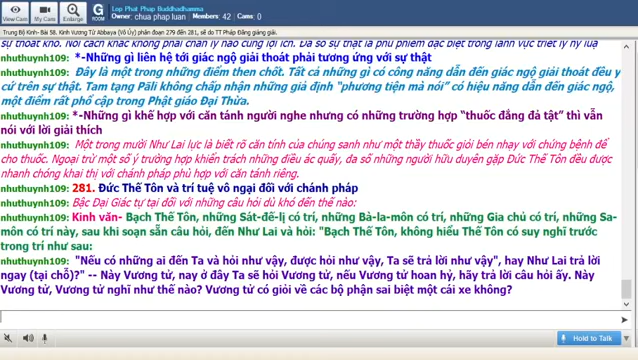 Lop Phat Phap Buddhadhamma
Owner: chua phap luan Members: 42 Cams: 0
View Cam
My Cam
Enlarge
G
ROOM
Trung Bộ Kinh- Bài 58. Kinh Vương Tử Abbaya (Vô Úy) phân đoạn 279 đến 281, sẽ do TT Pháp Đăng giảng giải.
sự thoát khổ. Nói cách khác không phải chân lý nào cũng lợi ích. Đa số sự thật là phù phiếm đặc biệt trong lãnh vực triết lý hý luận
nhuthuynh109: *-Những gì liên hệ tới giác ngộ giải thoát phải tương ứng với sự thật
nhuthuynh109: Đây là một trong những điểm then chốt. Tất cả những gì có công năng dẫn đến giác ngộ giải thoát đều y
cứ trên sự thật. Tam tạng Pāli không chấp nhận những giả định "phương tiện mà nói" có hiệu năng dẫn đến giác ngộ,
một điểm rất phổ cập trong Phật giáo Đại Thừa.
nhuthuynh109: *-Những gì khế hợp với căn tánh người nghe nhưng có những trường hợp "thuốc đắng đả tật" thì vẫn
nói với lời giải thích
nhuthuynh109: Một trong mười Như Lai lực là biết rõ căn tính của chúng sanh như một thầy thuốc giỏi bén nhạy với chứng bệnh để
cho thuốc. Ngoại trừ một số ý trường hợp khiển trách những điều ác quấy, đa số những người hữu duyên gặp Đức Thế Tôn đều được
nhanh chóng khai thị với chánh pháp phù hợp với căn tánh riêng.
nhuthuynh109: 281. Đức Thế Tôn và trí tuệ vô ngại đối với chánh pháp
nhuthuynh109: Bậc Đại Giác tự tại đối với những câu hỏi dù khó đến thế nào:
nhuthuynh109: Kinh văn- Bạch Thế Tôn, những Sát-đế-lị có trí, những Bà-la-môn có trí, những Gia chủ có trí, những Sa-
môn có trí này, sau khi soạn sẵn câu hỏi, đến Như Lai và hỏi: "Bạch Thế Tôn, không hiểu Thế Tôn có suy nghĩ trước
trong trí như sau:
nhuthuynh109: "Nếu có những ai đến Ta và hỏi như vậy, được hỏi như vậy, Ta sẽ trả lời như vậy", hay Như Lai trả lời
ngay (tại chỗ)?" -- Này Vương tử, nay ở đây Ta sẽ hỏi Vương tử, nếu Vương tử hoan hỷ, hãy trả lời câu hỏi ấy. Này
Vương tử, Vương tử nghĩ như thế nào? Vương tử có giỏi về các bộ phận sai biệt một cái xe không?
Hold to Talk